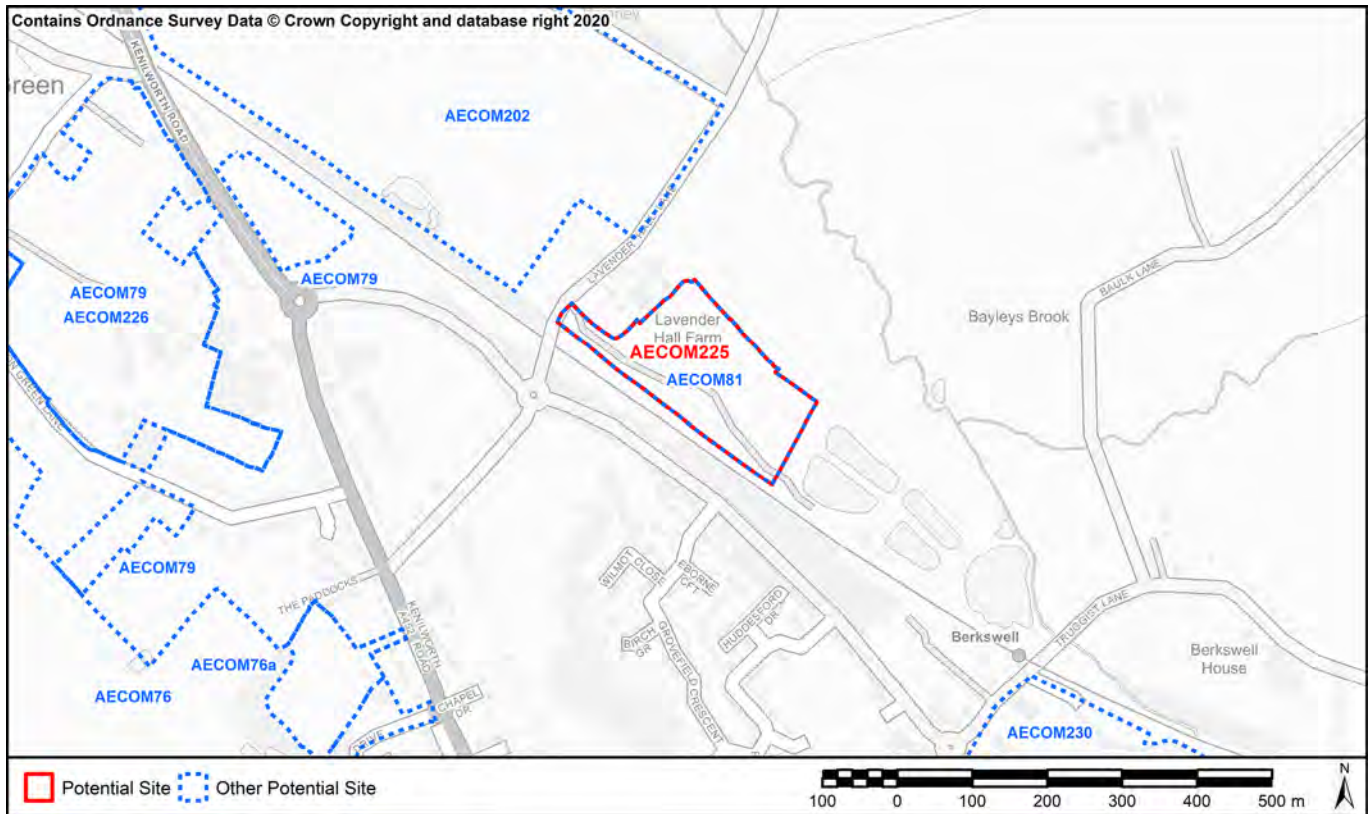 Contains Ordnance Survey Data © Crown Copyright and database right 2020
KENILWORTH ROAD
AECOM202
LAVENDER
AECOM79
AECOM79
AECOM226
Lavender
Hall Farm
AECOM225
AECOM81
Bayleys Brook
BAULK LANE
GREEN LANE
AECOM79
THE PADDOCKS
WILMOT
CLOSE
EBORNE
CFT
BIRCH
GR
GROVEFIELD CRESCENT
HUDDESFORD
DR
Berkswell
TRUGGIST LANE
Berkswell
House
AECOM76a
AECOM76
KENILWORTH
A452 ROAD
CHAPEL
DR
DRIVE
AECOM230
Potential Site
Other Potential Site
100 0 100 200 300 400 500 m
N